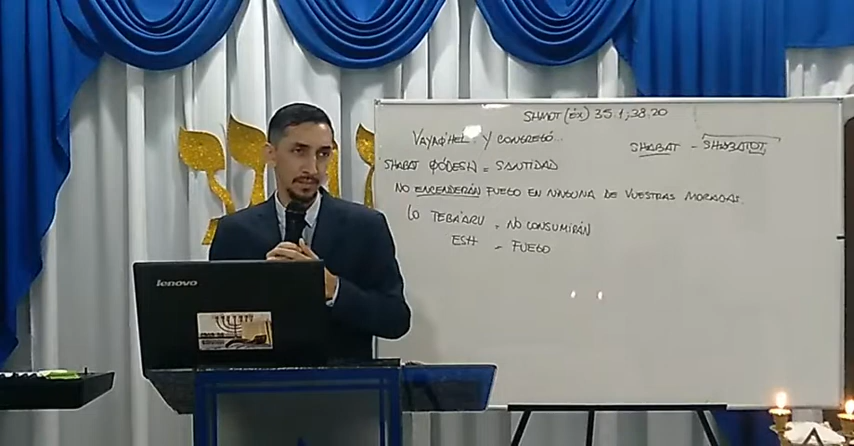 SHMOT (Éx) 35.1; 38.20
VAYAQ'HEL. Y CONGREGÓ...
SHABAT - SHABATOT
SHABAT QÓDESH = SANTIDAD
NO ENCENDERÁN FUEGO EN NINGUNA DE VUESTRAS MORADAS.
LO TEBA'ARU = NO CONSUMIRÁN
ESH - FUEGO
lenovo